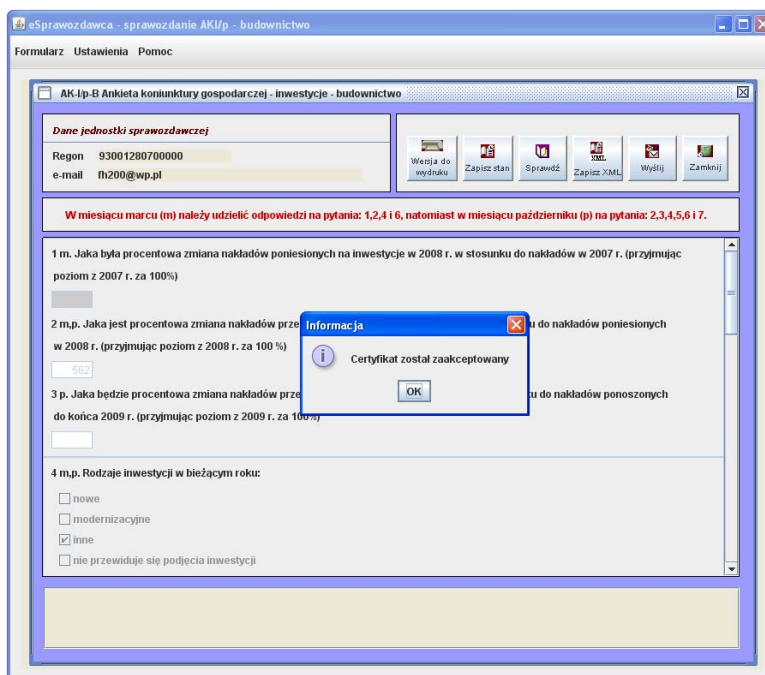 eSprawozdawca - sprawozdanie AKI/p - budownictwo
Formularz Ustawienia Pomoc
AK-I/p-B Ankieta koniunktury gospodarczej - inwestycje - budownictwo
Dane jednostki sprawozdawczej
Regon 93001280700000
e-mail fh200@wp.pl
Wersja do wydruku
Zapisz stan
Sprawdź
XML
Zapisz XML
Wyślij
Zamknij
W miesiącu marcu (m) należy udzielić odpowiedzi na pytania: 1,2,4 i 6, natomiast w miesiącu październiku (p) na pytania: 2,3,4,5,6 i 7.
1 m. Jaka była procentowa zmiana nakładów poniesionych na inwestycje w 2008 r. w stosunku do nakładów w 2007 r. (przyjmując
poziom z 2007 r. za 100%)
2 m,p. Jaka jest procentowa zmiana nakładów prze
u do nakładów poniesionych
w 2008 r. (przyjmując poziom z 2008 r. za 100 %)
562
3 p. Jaka będzie procentowa zmiana nakładów prze
u do nakładów ponoszonych
do końca 2009 r. (przyjmując poziom z 2009 r. za 100%)
Informacja
Certyfikat został zaakceptowany
OK
4 m,p. Rodzaje inwestycji w bieżącym roku:
nowe
modernizacyjne
inne
nie przewiduje się podjęcia inwestycji